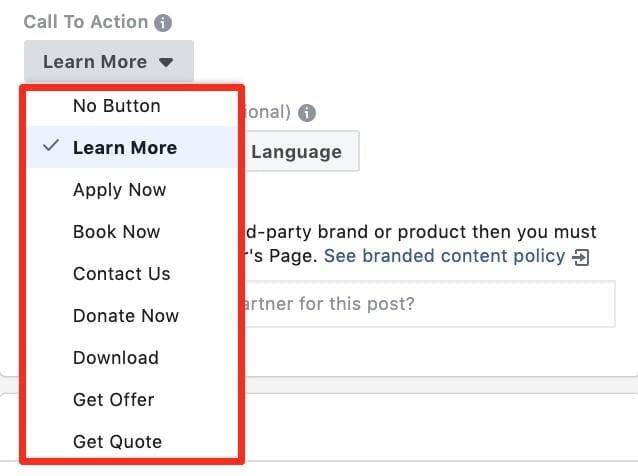 Call To Action
Learn More
No Button
ional)
Learn More
Language
Apply Now
Book Now
d-party brand or product then you must
r's Page. See branded content policy
Contact Us
artner for this post?
Donate Now
Download
Get Offer
Get Quote